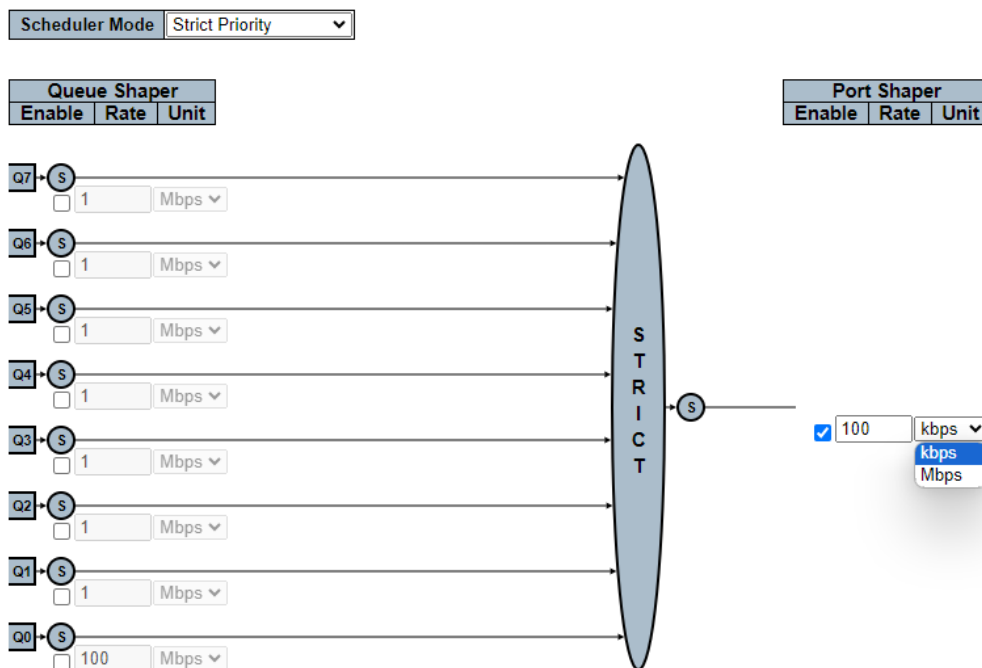 Scheduler Mode Strict Priority
Queue Shaper
Enable Rate Unit
Port Shaper
Enable Rate Unit
Q7 S
1 Mbps
Q6 S
1 Mbps
Q5 S
1 Mbps
Q4 S
1 Mbps
Q3 S
1 Mbps
Q2 S
1 Mbps
Q1 S
1 Mbps
Q0 S
100 Mbps
S
T
R
I
C
T
S
100 kbps
kbps
Mbps